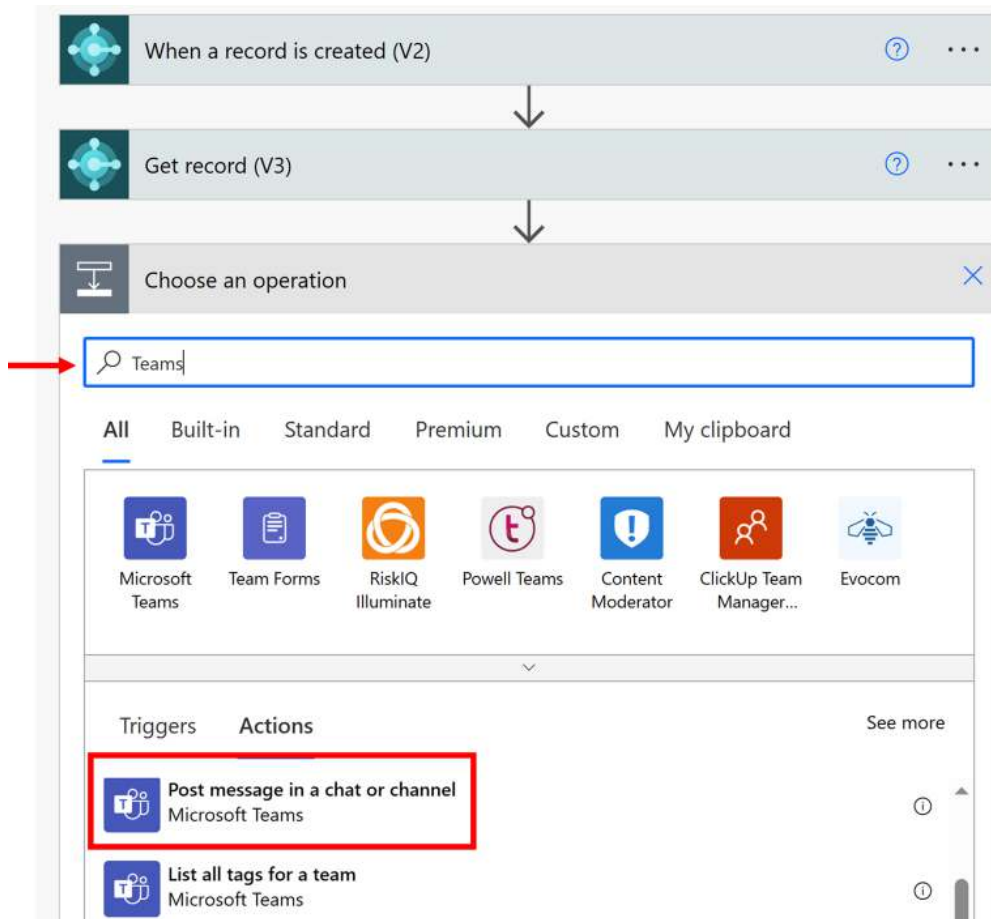 When a record is created (V2)
Get record (V3)
Choose an operation
Teams
All Built-in Standard Premium Custom My clipboard
Microsoft Teams
Team Forms
RiskIQ Illuminate
Powell Teams
Content Moderator
ClickUp Team Manager...
Evocom
Triggers Actions See more
Post message in a chat or channel
Microsoft Teams
List all tags for a team
Microsoft Teams